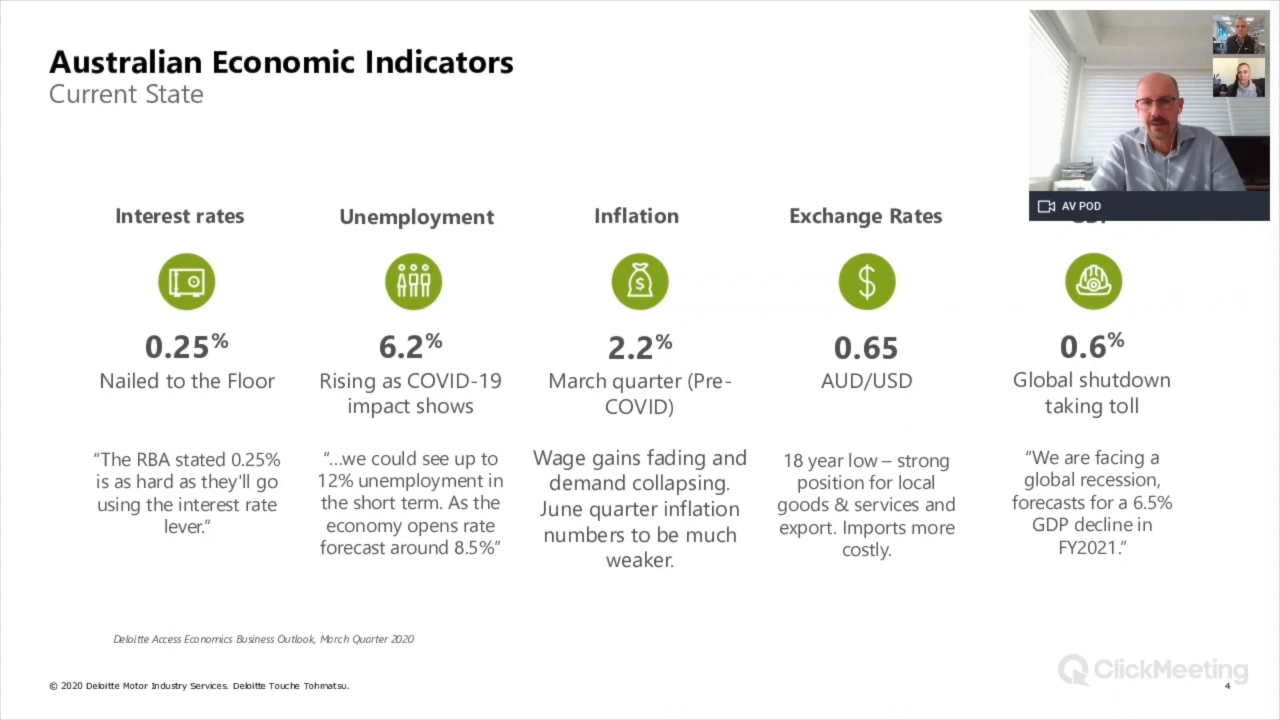 Australian Economic Indicators
Current State
AV POD
Interest rates
0.25%
Nailed to the Floor
“The RBA stated 0.25%
is as hard as they'll go
using the interest rate
lever.”
Unemployment
6.2%
Rising as COVID-19
impact shows
“...we could see up to
12% unemployment in
the short term. As the
economy opens rate
forecast around 8.5%”
Inflation
2.2%
March quarter (Pre-
COVID)
Wage gains fading and
demand collapsing.
June quarter inflation
numbers to be much
weaker.
Exchange Rates
0.65
AUD/USD
18 year low – strong
position for local
goods & services and
export. Imports more
costly.
0.6%
Global shutdown
taking toll
“We are facing a
global recession,
forecasts for a 6.5%
GDP decline in
FY2021.”
Deloitte Access Economics Business Outlook, March Quarter 2020
ClickMeeting
© 2020 Deloitte Motor Industry Services. Deloitte Touche Tohmatsu.
4